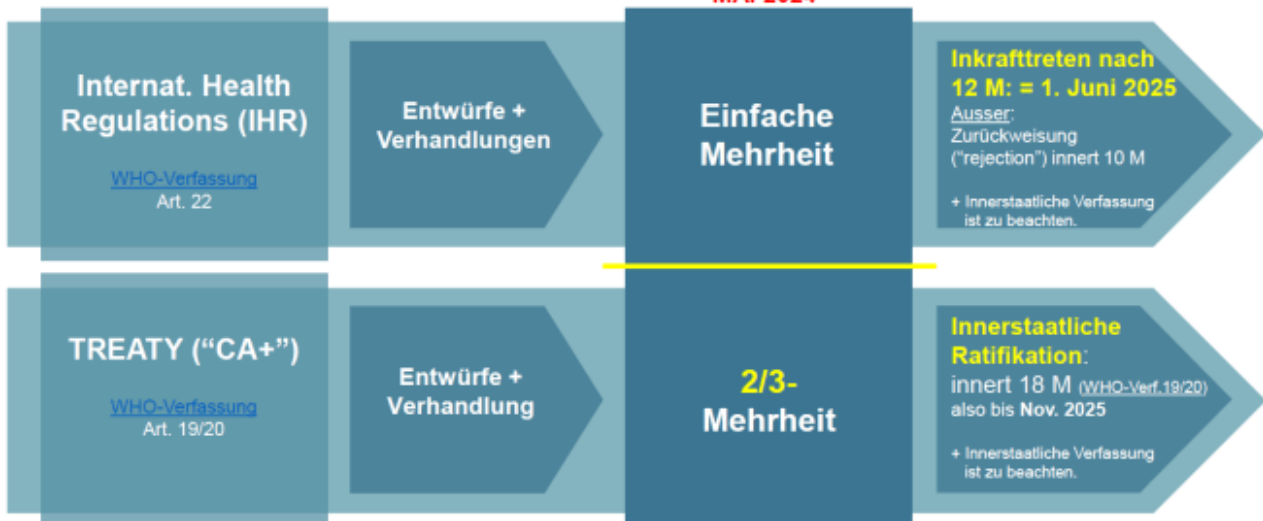 Internat. Health
Regulations (IHR)
WHO-Verfassung
Art. 22
Entwürfe +
Verhandlungen
Einfache
Mehrheit
Inkrafttreten nach
12 M: = 1. Juni 2025
Ausser:
Zurückweisung
("rejection") innert 10 M
+ Innerstaatliche Verfassung
ist zu beachten.
TREATY ("CA+")
WHO-Verfassung
Art. 19/20
Entwürfe +
Verhandlung
2/3-
Mehrheit
Innerstaatliche
Ratifikation:
innert 18 M (WHO-Verf.19/20)
also bis Nov. 2025
+ Innerstaatliche Verfassung
ist zu beachten.